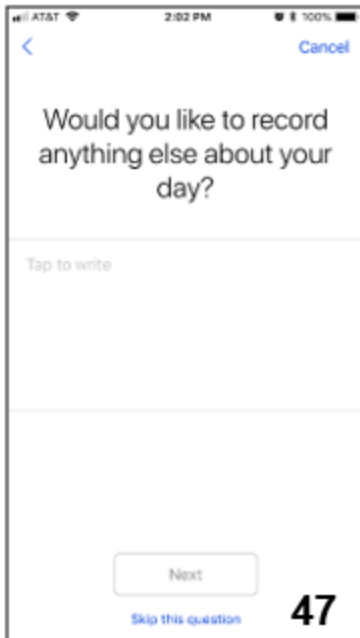 AT&T 2:02 PM 100%
Cancel
Would you like to record
anything else about your
day?
Tap to write
Next
Skip this question
47